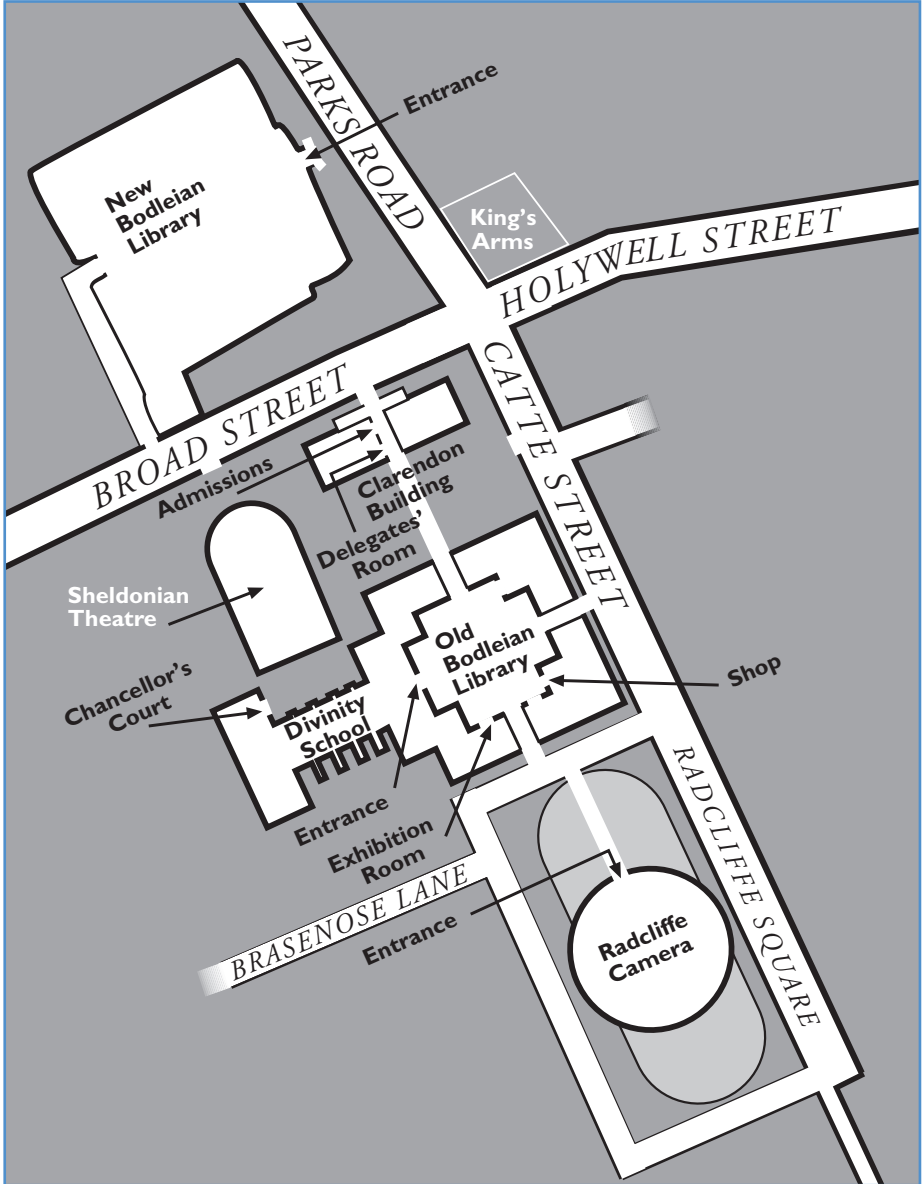 PARKS ROAD
Entrance
New
Bodleian
Library
King's
Arms
HOLYWELL STREET
BROAD STREET
CATTE STREET
Admissions
Clarendon
Building
Delegates'
Room
Sheldonian
Theatre
Old
Bodleian
Library
Chancellor's
Court
Divinity
School
Shop
Entrance
Exhibition
Room
RADCLIFFE SQUARE
BRASENOSE LANE
Entrance
Radcliffe
Camera